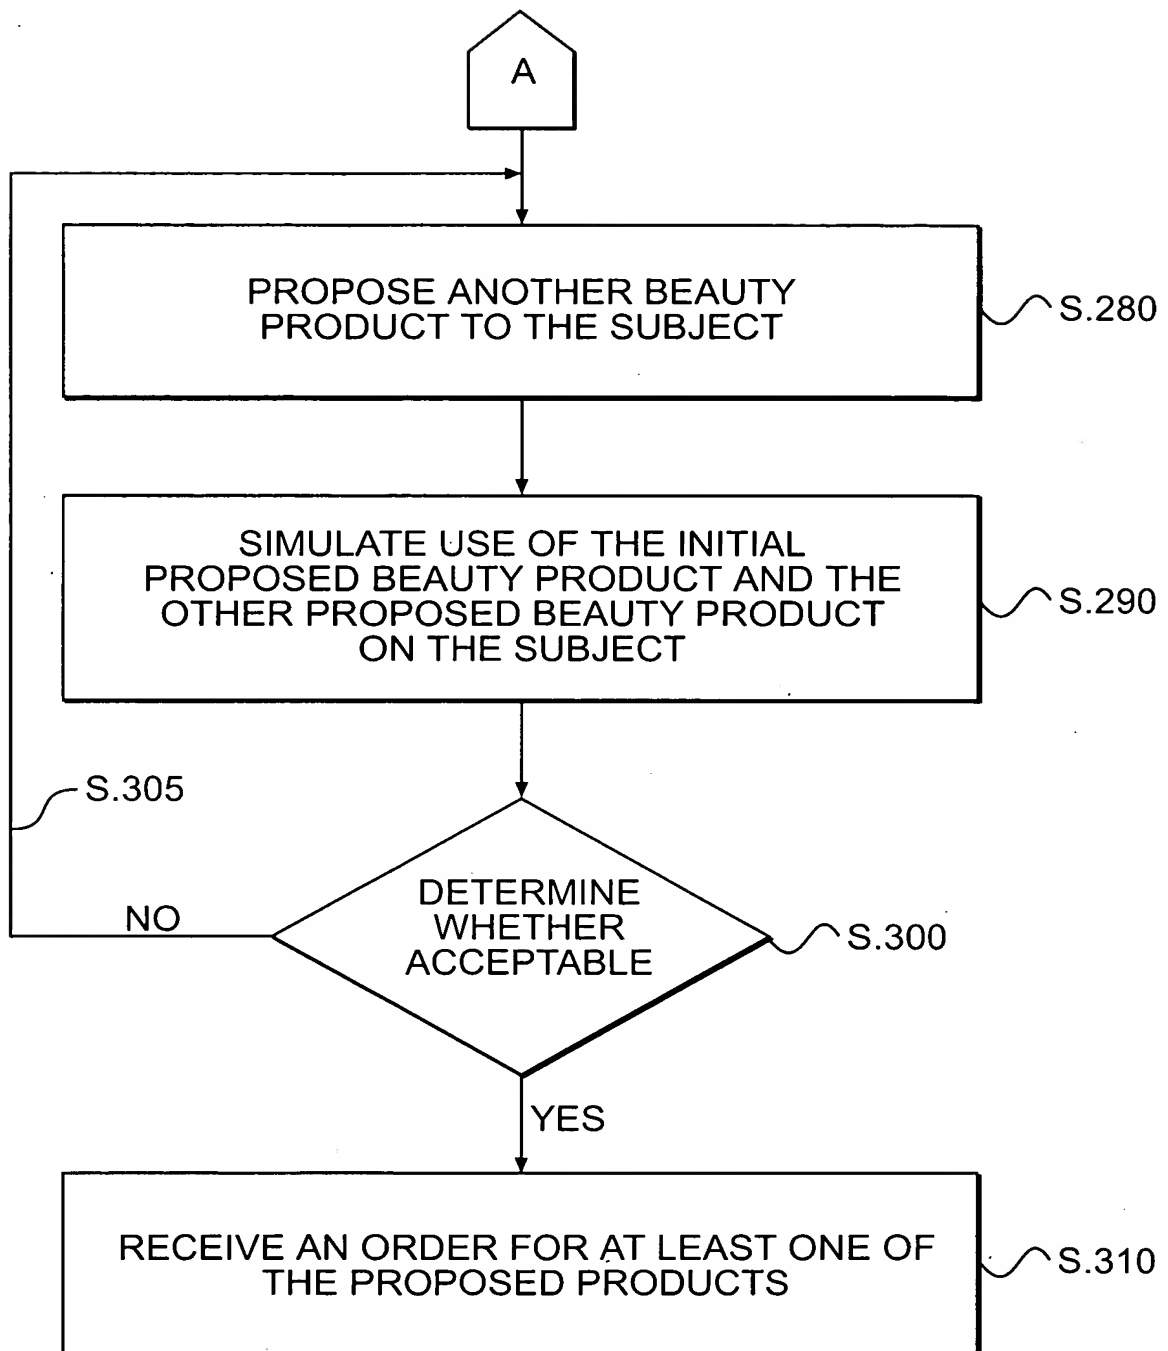 A
PROPOSE ANOTHER BEAUTY
PRODUCT TO THE SUBJECT
S.280
SIMULATE USE OF THE INITIAL
PROPOSED BEAUTY PRODUCT AND THE
OTHER PROPOSED BEAUTY PRODUCT
ON THE SUBJECT
S.290
S.305
DETERMINE
WHETHER
ACCEPTABLE
NO
S.300
YES
RECEIVE AN ORDER FOR AT LEAST ONE OF
THE PROPOSED PRODUCTS
S.310